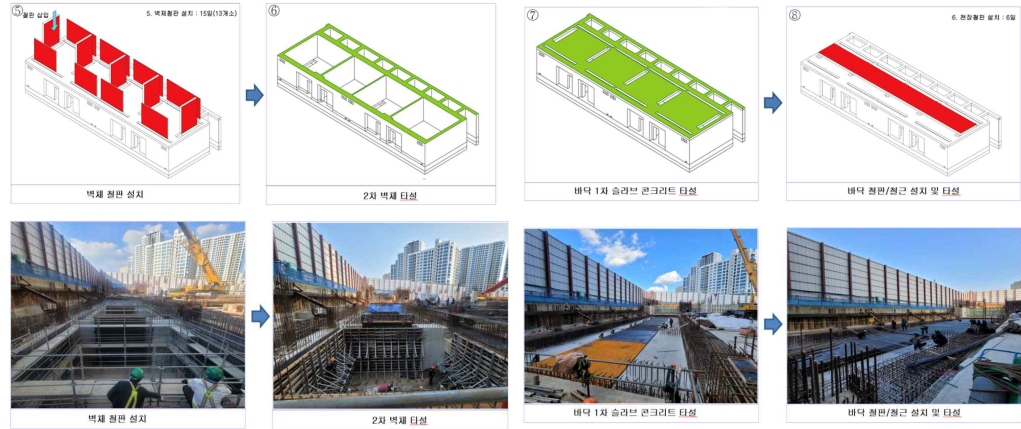 ⑤
철판 삽입
5. 벽체철판 설치 : 15일(13개소)
벽체 철판 설치
⑥
2차 벽체 타설
⑦
바닥 1차 슬라브 콘크리트 타설
⑧
6. 천장철판 설치 : 6일
바닥 철판/철근 설치 및 타설
벽체 철판 설치
2차 벽체 타설
바닥 1차 슬라브 콘크리트 타설
바닥 철판/철근 설치 및 타설